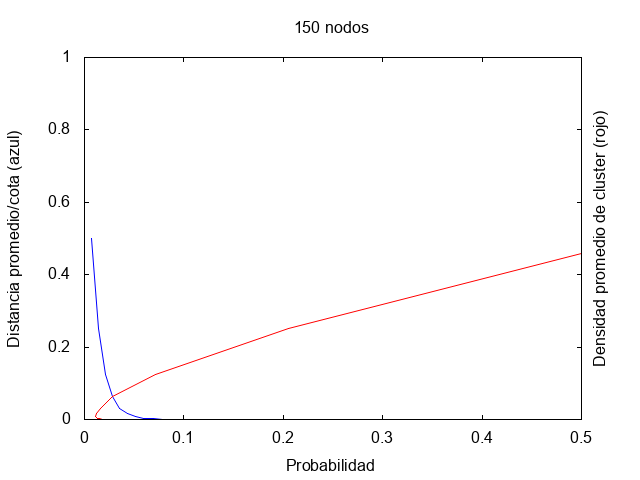 150 nodos
1
0.8
0.6
0.4
0.2
0
0 0.1 0.2 0.3 0.4 0.5
Probabilidad
Distancia promedio/cota (azul)
Densidad promedio de cluster (rojo)